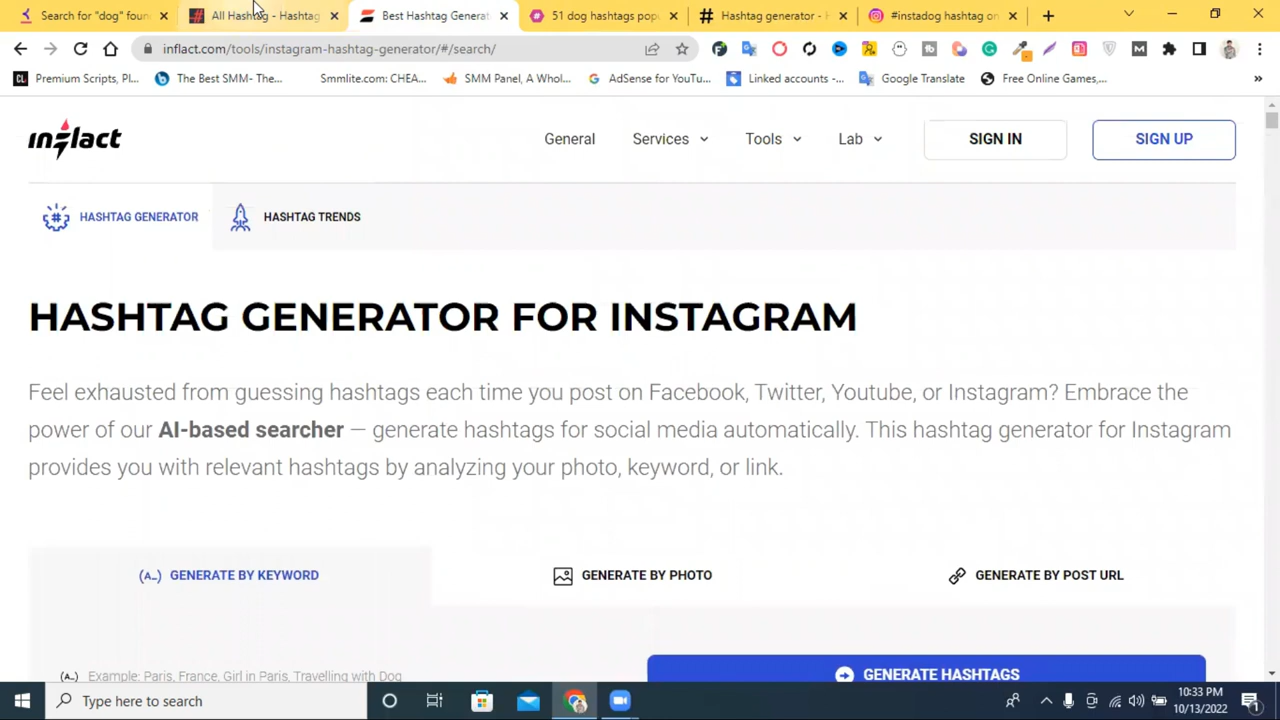 Search for "dog" foun
All Hashtag - Hashtag
Best Hashtag Generat
51 dog hashtags popu
Hashtag generator - H
#instadog hashtag on
inflact.com/tools/instagram-hashtag-generator/#/search/
Premium Scripts, Pl...
The Best SMM- The...
Smmlite.com: CHEA...
SMM Panel, A Whol...
AdSense for YouTu...
Linked accounts -...
Google Translate
Free Online Games,...
inflact
General
Services
Tools
Lab
SIGN IN
SIGN UP
HASHTAG GENERATOR
HASHTAG TRENDS
HASHTAG GENERATOR FOR INSTAGRAM
Feel exhausted from guessing hashtags each time you post on Facebook, Twitter, Youtube, or Instagram? Embrace the
power of our AI-based searcher — generate hashtags for social media automatically. This hashtag generator for Instagram
provides you with relevant hashtags by analyzing your photo, keyword, or link.
(A...) GENERATE BY KEYWORD
GENERATE BY PHOTO
GENERATE BY POST URL
(A...) Example: Paris, France, Girl in Paris, Travelling with Dog
GENERATE HASHTAGS
Type here to search
10:33 PM
10/13/2022